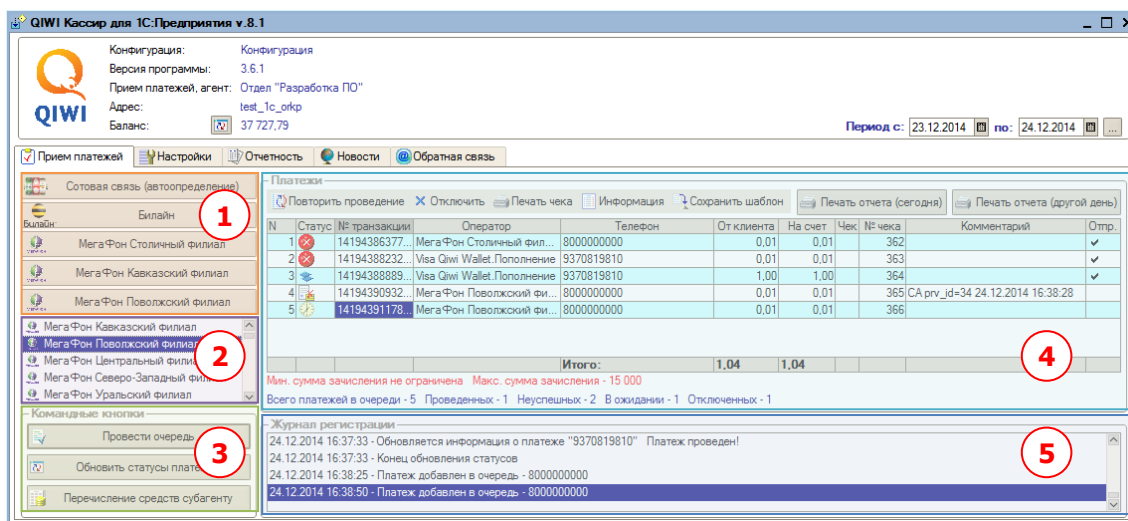 QIWI Кассир для 1С:Предприятия v.8.1
Конфигурация: Конфигурация
Версия программы: 3.6.1
Прием платежей, агент: Отдел "Разработка ПО"
Адрес: test_1c_orkp
Баланс: 37 727,79
QIWI
Период с: 23.12.2014 по: 24.12.2014 ...
Прием платежей Настройки Отчетность Новости Обратная связь
Сотовая связь (автоопределение)
Билайн Билайн
МегаФон Столичный филиал
МегаФон Кавказский филиал
МегаФон Поволжский филиал
1
МегаФон Кавказский филиал
МегаФон Поволжский филиал
МегаФон Центральный филиал
МегаФон Северо-Западный филиал
МегаФон Уральский филиал
2
Командные кнопки
Провести очередь
Обновить статусы плате
Перечисление средств субагенту
3
Платежи
Повторить проведение Отключить Печать чека Информация Сохранить шаблон Печать отчета (сегодня) Печать отчета (другой день)
N Статус № транзакции Оператор Телефон От клиента На счет Чек № чека Комментарий Отпр.
1 14194386377... МегаФон Столичный фил... 8000000000 0,01 0,01 362
2 14194388232... Visa Qiwi Wallet.Пополнение 9370819810 0,01 0,01 363
3 14194388889... Visa Qiwi Wallet.Пополнение 9370819810 1,00 1,00 364
4 14194390932... МегаФон Поволжский фи... 8000000000 0,01 0,01 365 CA prv_id=34 24.12.2014 16:38:28
5 14194391178... МегаФон Поволжский фи... 8000000000 0,01 0,01 366
Итого: 1,04 1,04
4
Мин. сумма зачисления не ограничена Макс. сумма зачисления - 15 000
Всего платежей в очереди - 5 Проведенных - 1 Неуспешных - 2 В ожидании - 1 Отключенных - 1
Журнал регистрации
24.12.2014 16:37:33 - Обновляется информация о платеже "9370819810" Платеж проведен!
24.12.2014 16:37:33 - Конец обновления статусов
24.12.2014 16:38:25 - Платеж добавлен в очередь - 8000000000
24.12.2014 16:38:50 - Платеж добавлен в очередь - 8000000000
5